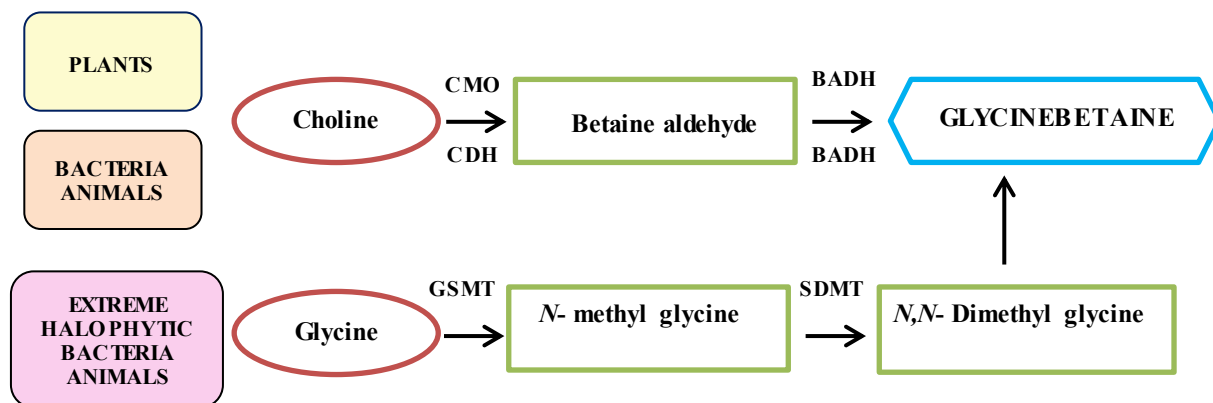 PLANTS
CMO
BADH
Choline
Betaine aldehyde
GLYCINEBETAINE
CDH
BADH
BACTERIA
ANIMALS
EXTREME
HALOPHYTIC
BACTERIA
ANIMALS
GSMT
SDMT
Glycine
N- methyl glycine
N,N- Dimethyl glycine